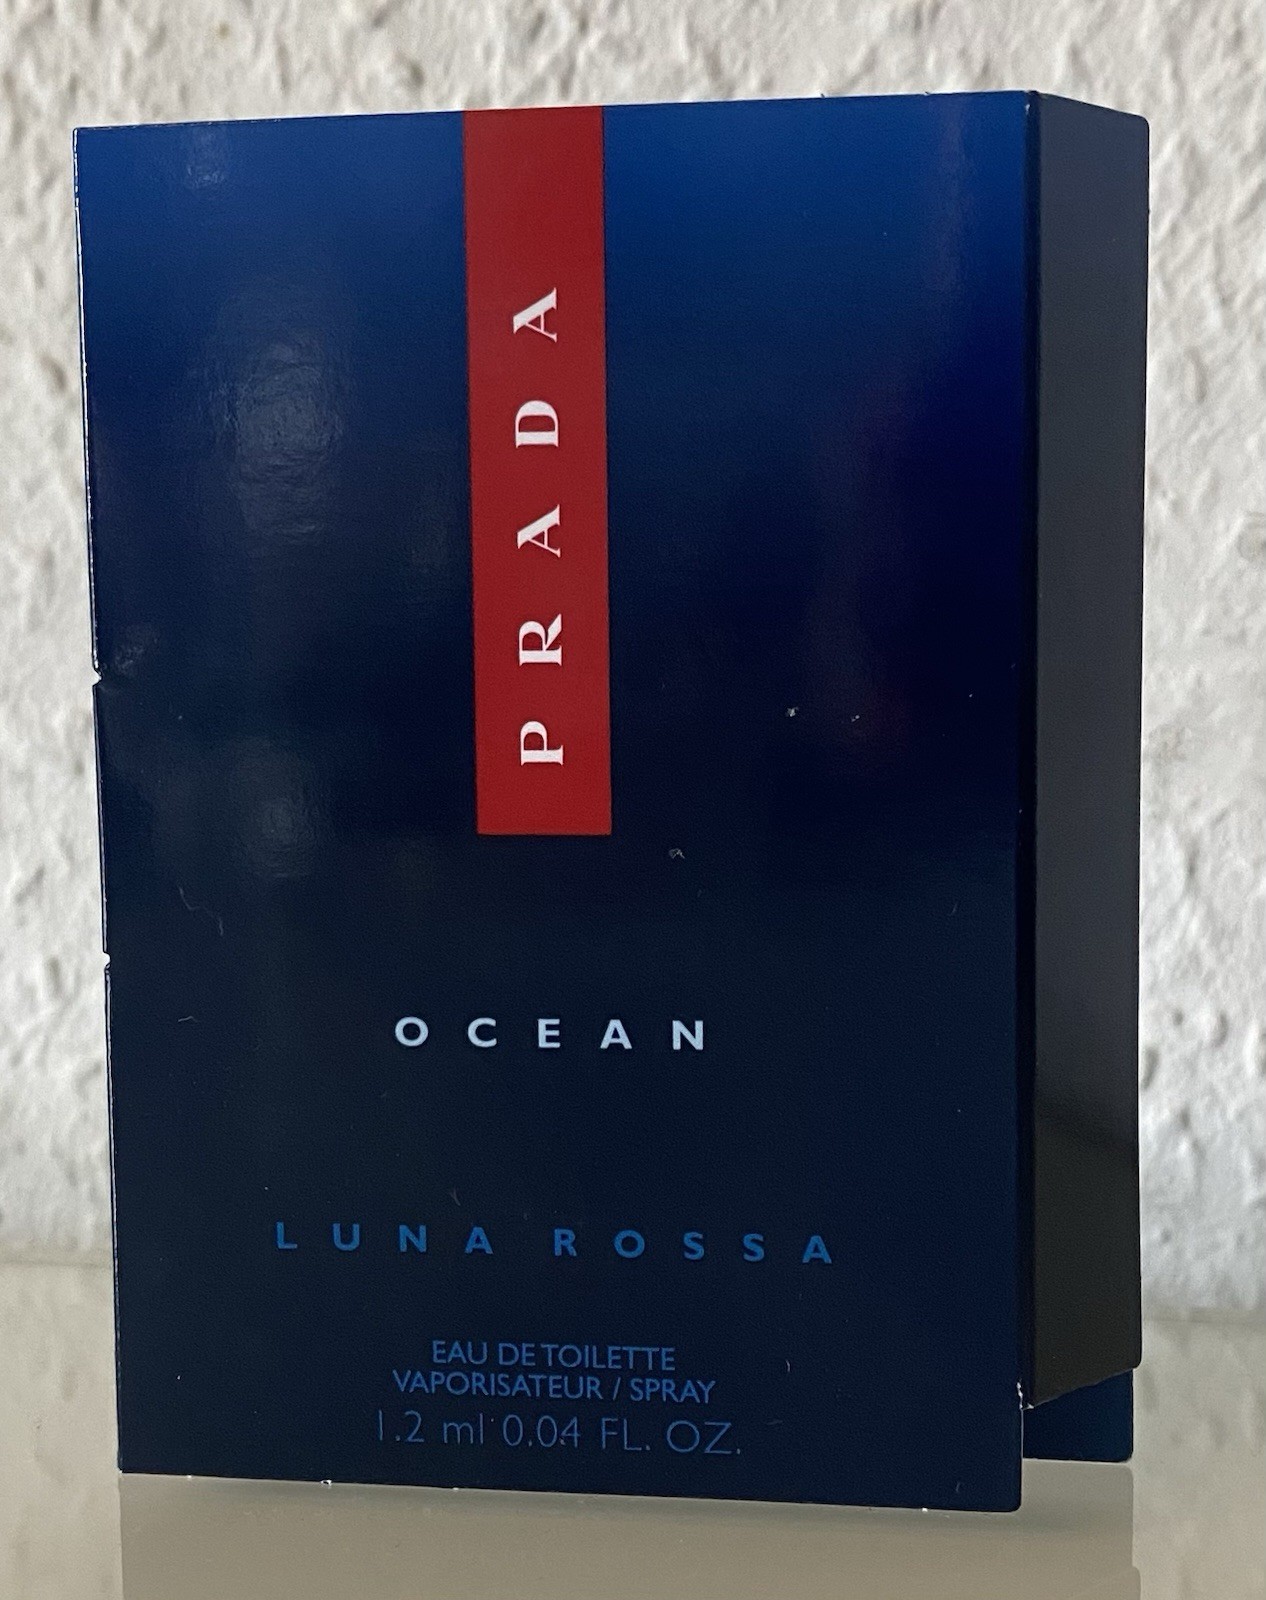 PRADA
OCEAN
LUNA ROSSA
EAU DE TOILETTE
VAPORISATEUR / SPRAY
1.2 ml 0.04 FL. OZ.